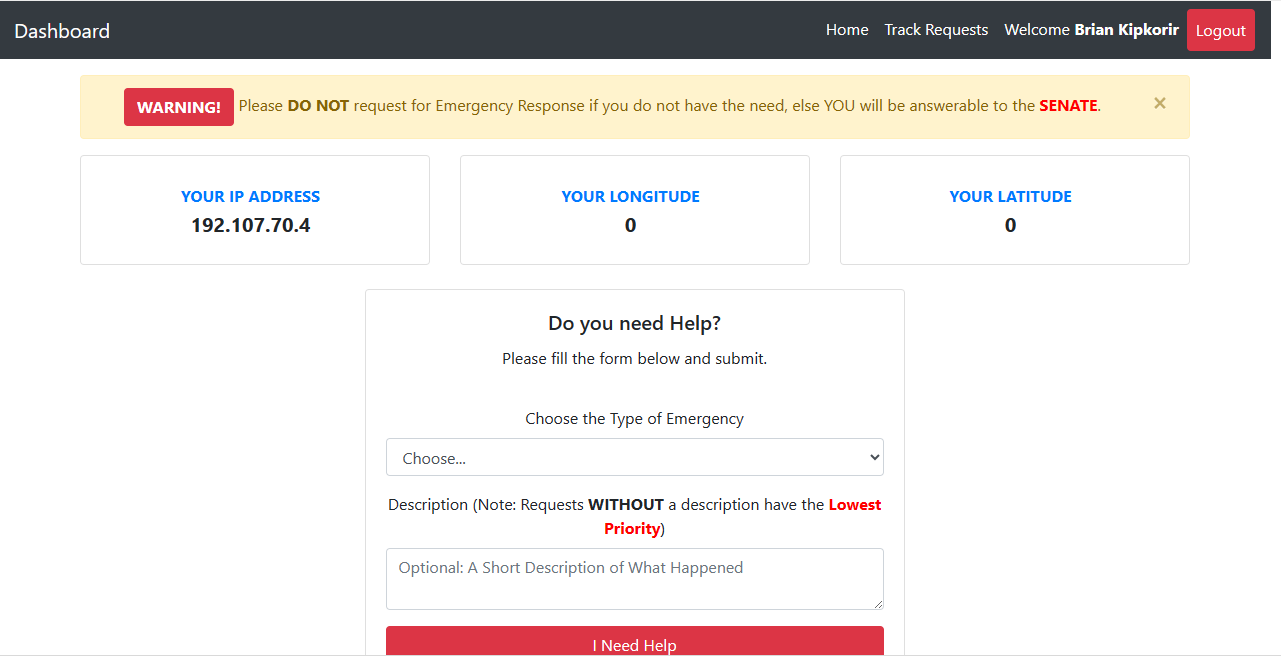 Dashboard
Home Track Requests Welcome Brian Kipkorir Logout
WARNING! Please DO NOT request for Emergency Response if you do not have the need, else YOU will be answerable to the SENATE. ×
YOUR IP ADDRESS
192.107.70.4
YOUR LONGITUDE
0
YOUR LATITUDE
0
Do you need Help?
Please fill the form below and submit.
Choose the Type of Emergency
Choose...
Description (Note: Requests WITHOUT a description have the Lowest
Priority)
Optional: A Short Description of What Happened
I Need Help